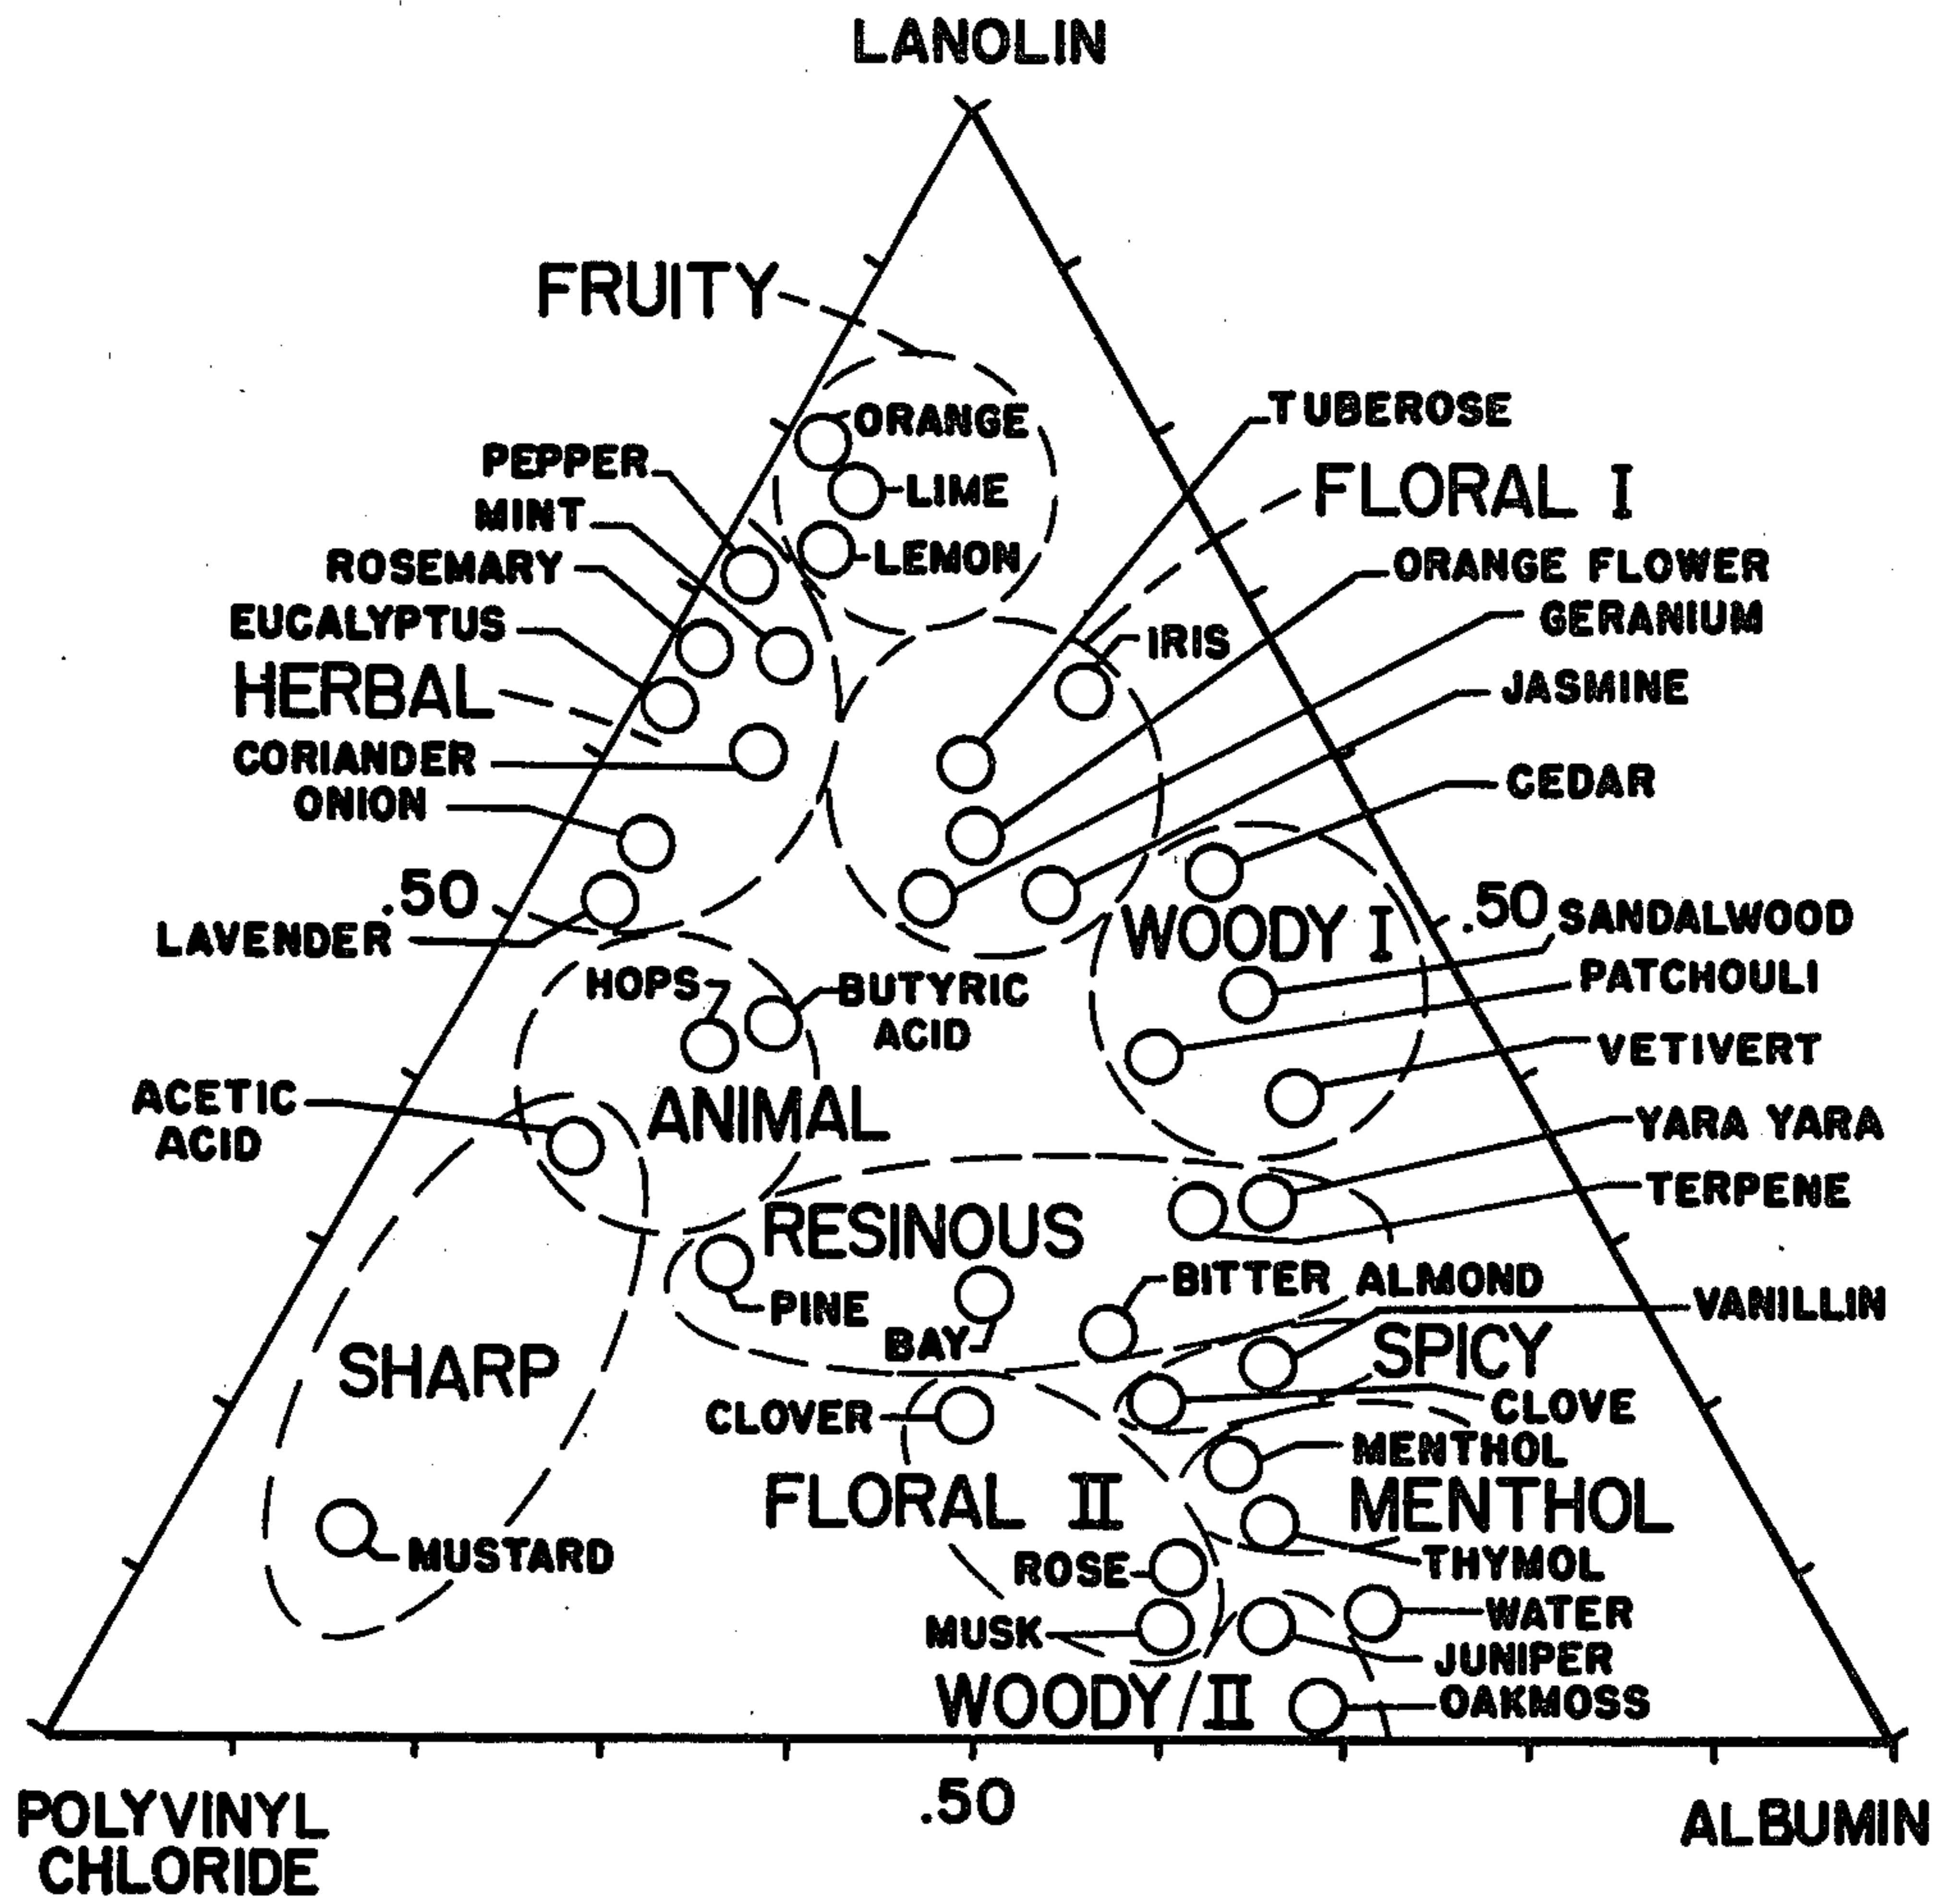 LANOLIN
FRUITY
ORANGE
TUBEROSE
PEPPER
LIME
FLORAL I
MINT
LEMON
ROSEMARY
ORANGE FLOWER
EUCALYPTUS
GERANIUM
IRIS
HERBAL
JASMINE
CORIANDER
CEDAR
ONION
.50
.50
SANDALWOOD
LAVENDER
WOODY I
HOPS
BUTYRIC
ACID
PATCHOULI
VETIVERT
ACETIC
ACID
ANIMAL
YARA YARA
RESINOUS
TERPENE
BITTER ALMOND
PINE
VANILLIN
BAY
SPICY
SHARP
CLOVER
CLOVE
MENTHOL
FLORAL II
MENTHOL
MUSTARD
ROSE
THYMOL
MUSK
WATER
JUNIPER
WOODY II
OAKMOSS
POLYVINYL
CHLORIDE
.50
ALBUMIN